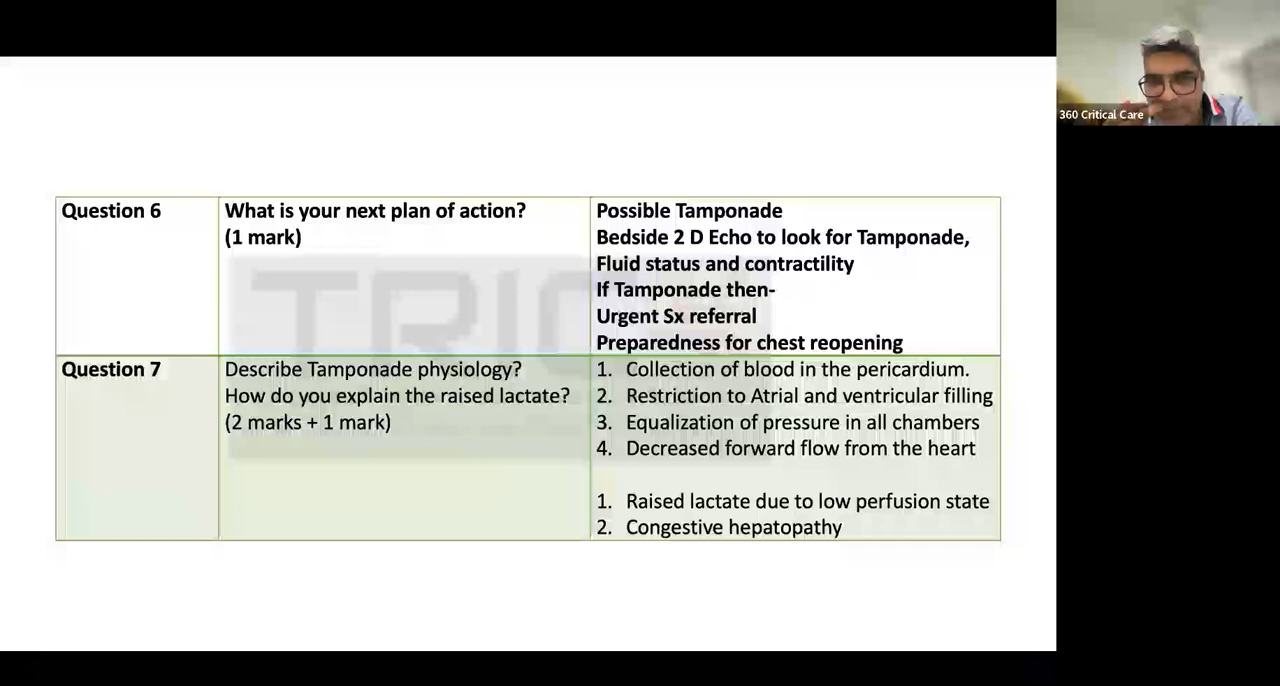 360 Critical Care
Question 6
What is your next plan of action?
(1 mark)
Possible Tamponade
Bedside 2 D Echo to look for Tamponade,
Fluid status and contractility
If Tamponade then-
Urgent Sx referral
Preparedness for chest reopening
Question 7
Describe Tamponade physiology?
How do you explain the raised lactate?
(2 marks + 1 mark)
1. Collection of blood in the pericardium.
2. Restriction to Atrial and ventricular filling
3. Equalization of pressure in all chambers
4. Decreased forward flow from the heart
1. Raised lactate due to low perfusion state
2. Congestive hepatopathy